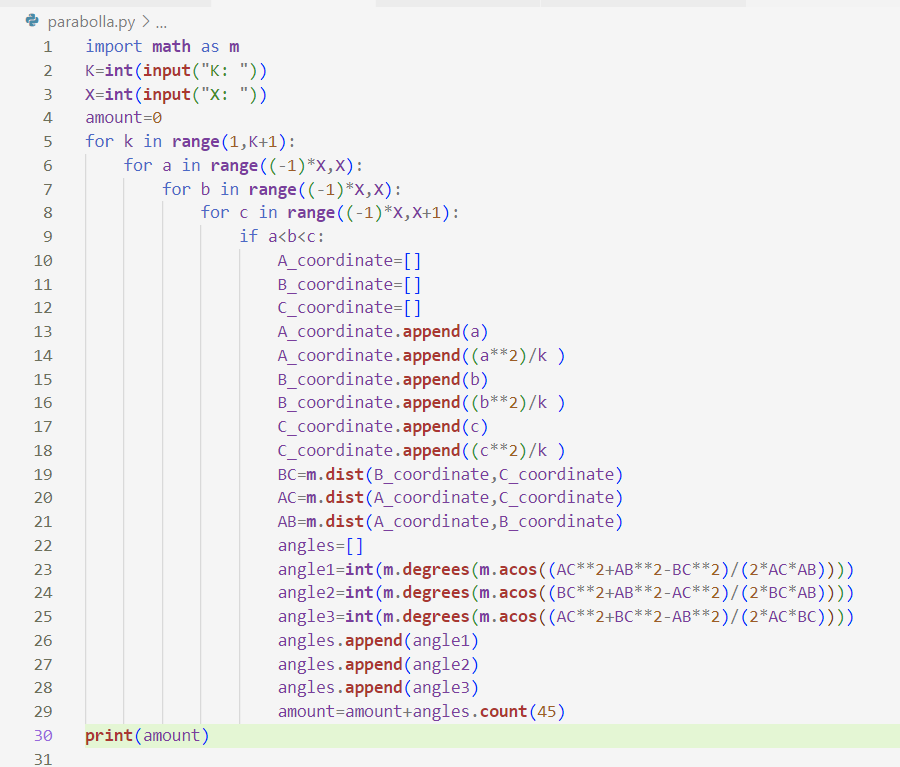 parabolla.py > ...
1 import math as m
2 K=int(input("K: "))
3 X=int(input("X: "))
4 amount=0
5 for k in range(1,K+1):
6     for a in range((-1)*X,X):
7         for b in range((-1)*X,X):
8             for c in range((-1)*X,X+1):
9                 if a<b<c:
10                     A_coordinate=[]
11                     B_coordinate=[]
12                     C_coordinate=[]
13                     A_coordinate.append(a)
14                     A_coordinate.append((a**2)/k )
15                     B_coordinate.append(b)
16                     B_coordinate.append((b**2)/k )
17                     C_coordinate.append(c)
18                     C_coordinate.append((c**2)/k )
19                     BC=m.dist(B_coordinate,C_coordinate)
20                     AC=m.dist(A_coordinate,C_coordinate)
21                     AB=m.dist(A_coordinate,B_coordinate)
22                     angles=[]
23                     angle1=int(m.degrees(m.acos((AC**2+AB**2-BC**2)/(2*AC*AB))))
24                     angle2=int(m.degrees(m.acos((BC**2+AB**2-AC**2)/(2*BC*AB))))
25                     angle3=int(m.degrees(m.acos((AC**2+BC**2-AB**2)/(2*AC*BC))))
26                     angles.append(angle1)
27                     angles.append(angle2)
28                     angles.append(angle3)
29                     amount=amount+angles.count(45)
30 print(amount)
31